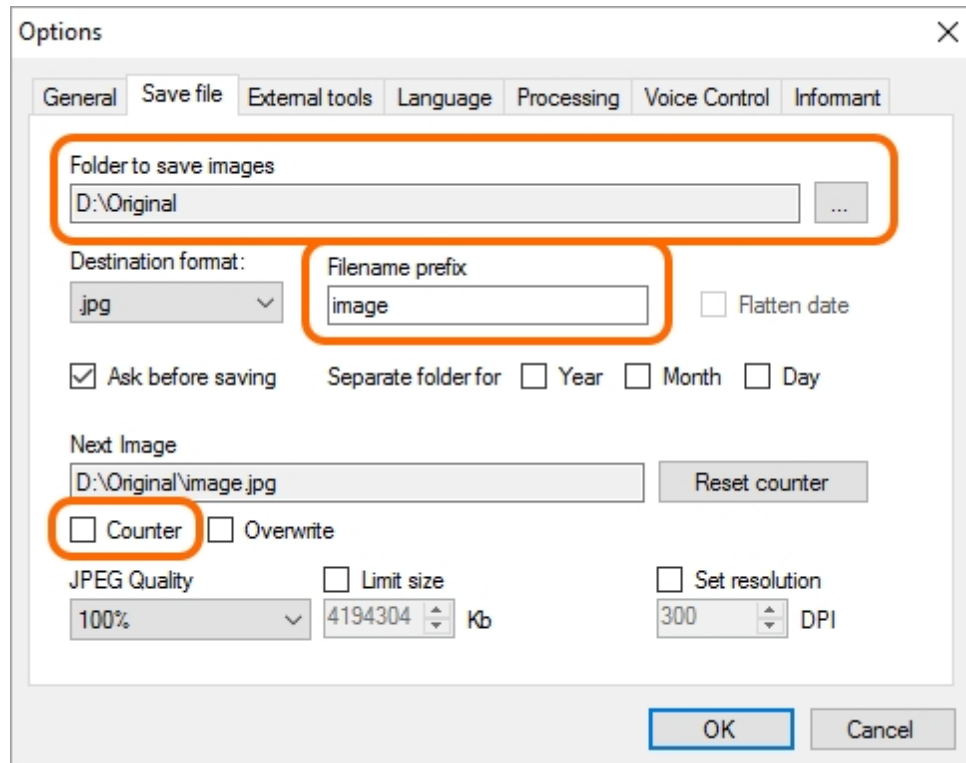 Options
General Save file External tools Language Processing Voice Control Informant
Folder to save images
D:\Original ...
Destination format: Filename prefix
.jpg image Flatten date
Ask before saving Separate folder for Year Month Day
Next Image
D:\Original\image.jpg Reset counter
Counter Overwrite
JPEG Quality Limit size Set resolution
100% 4194304 Kb 300 DPI
OK Cancel